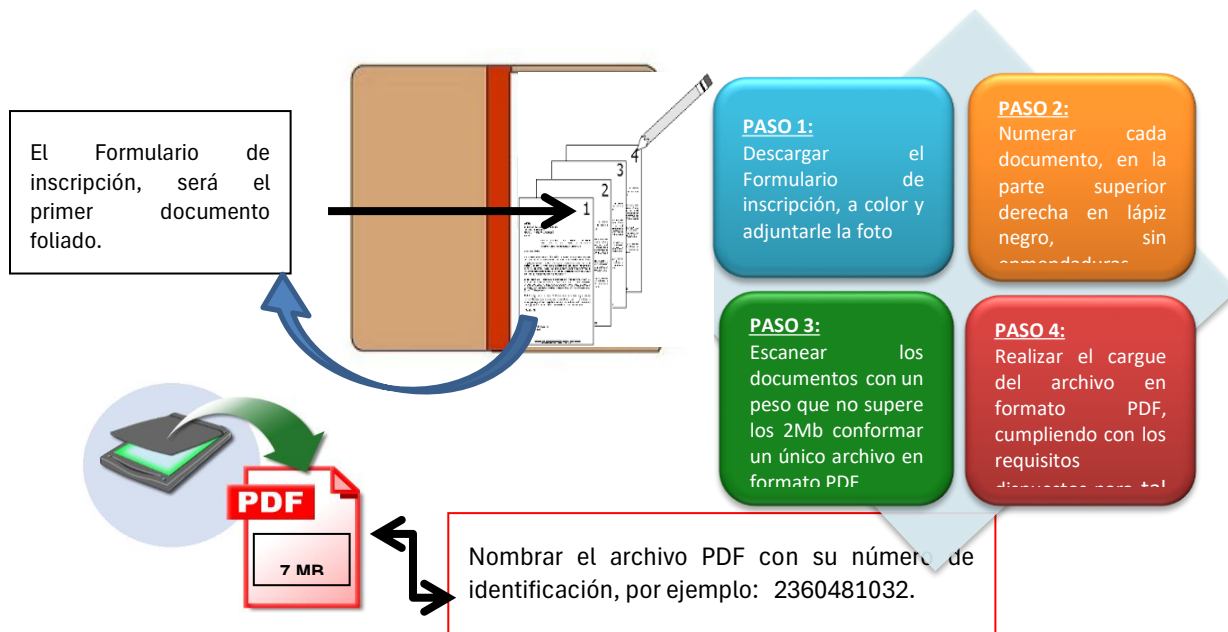 El Formulario de
inscripción, será el
primer documento
foliado.
4
3
2
1
PASO 1:
Descargar el
Formulario de
inscripción, a color y
adjuntarle la foto
PASO 2:
Numerar cada
documento, en la
parte superior
derecha en lápiz
negro, sin
enmendaduras
PASO 3:
Escanear los
documentos con un
peso que no supere
los 2Mb conformar
un único archivo en
formato PDF
PASO 4:
Realizar el cargue
del archivo en
formato PDF,
cumpliendo con los
requisitos
dispuestos para tal
PDF
7 MB
Nombrar el archivo PDF con su número de
identificación, por ejemplo: 2360481032.